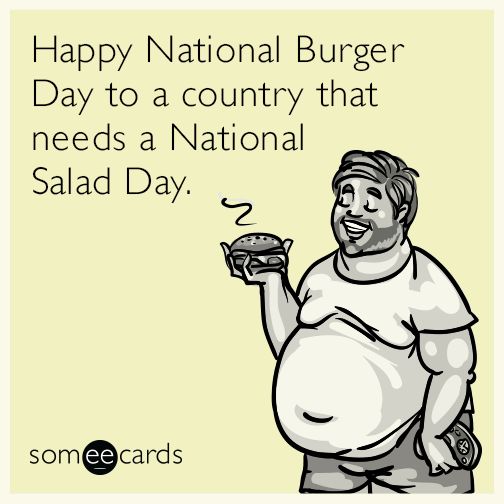 Happy National Burger
Day to a country that
needs a National
Salad Day.
someecards